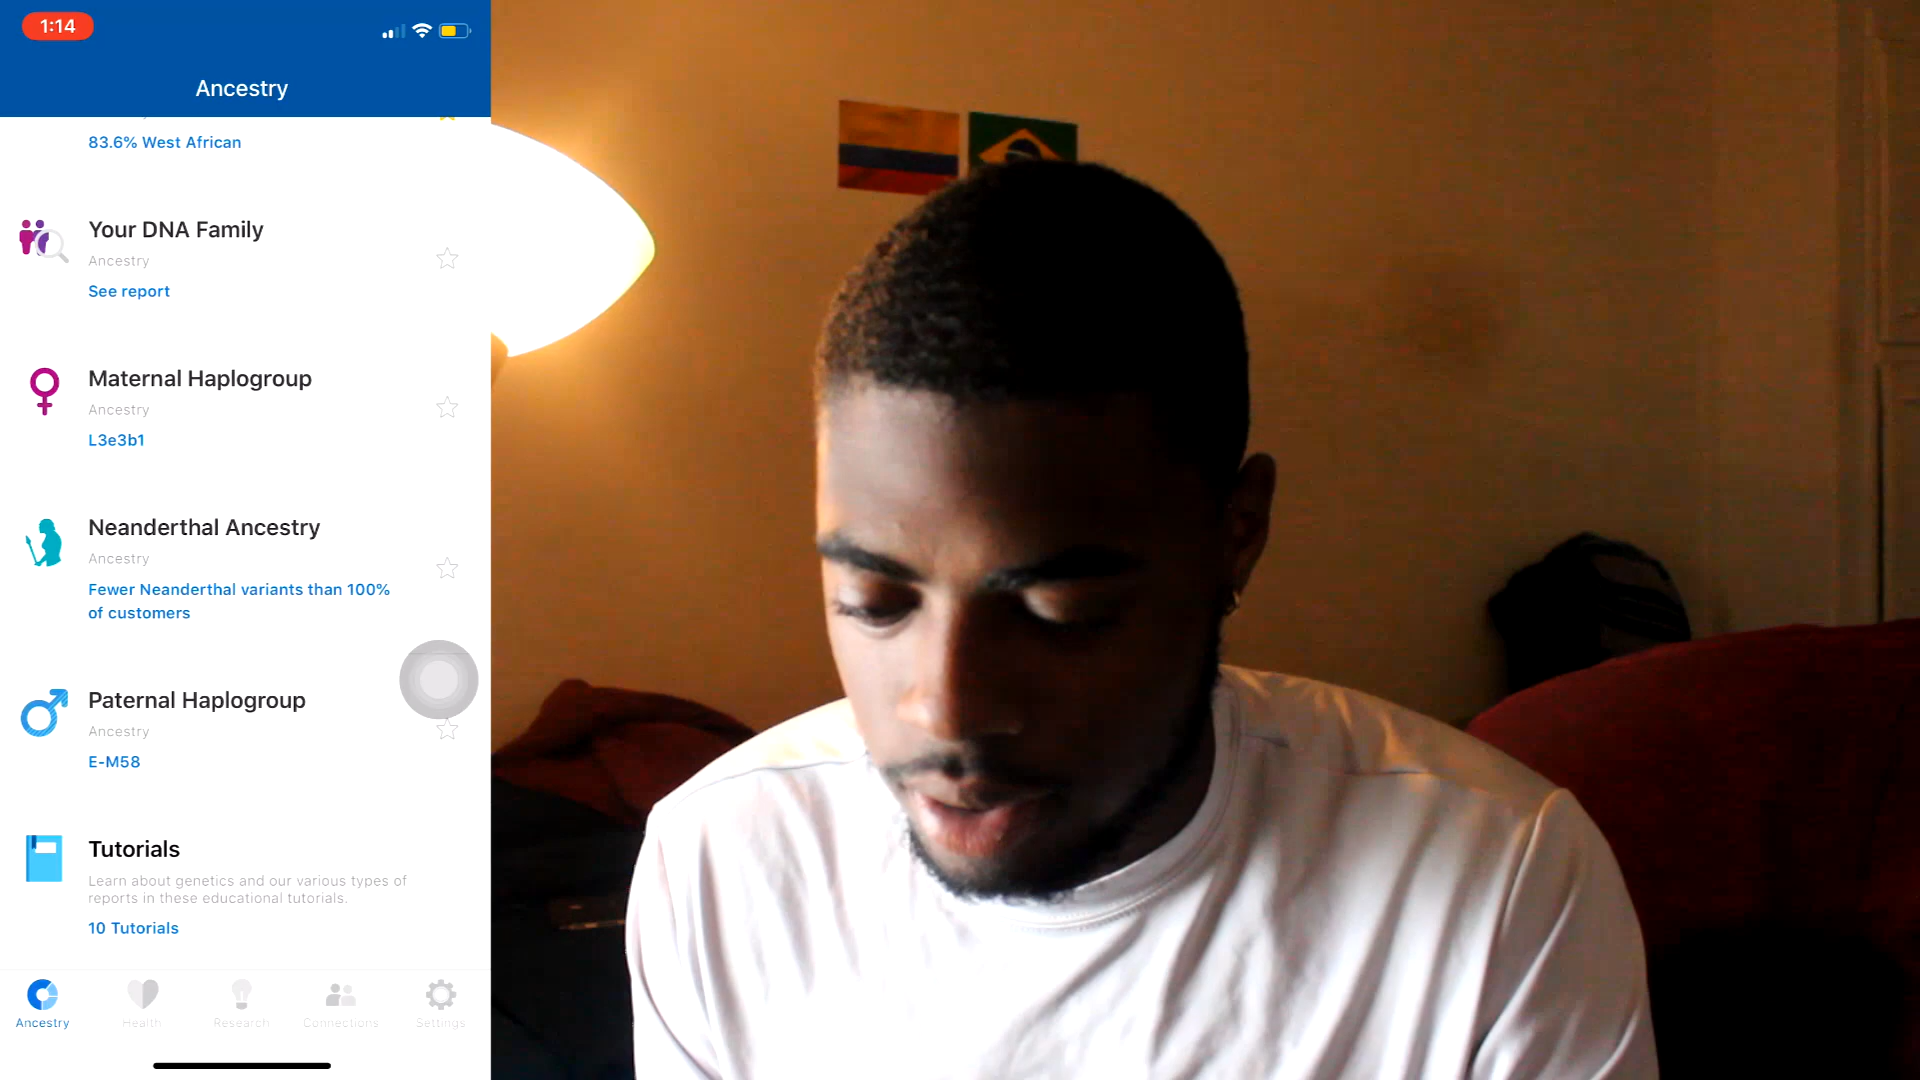 1:14
Ancestry
83.6% West African
Your DNA Family
Ancestry
See report
Maternal Haplogroup
Ancestry
L3e3b1
Neanderthal Ancestry
Ancestry
Fewer Neanderthal variants than 100%
of customers
Paternal Haplogroup
Ancestry
E-M58
Tutorials
Learn about genetics and our various types of
reports in these educational tutorials.
10 Tutorials
Ancestry
Health
Research
Connections
Settings